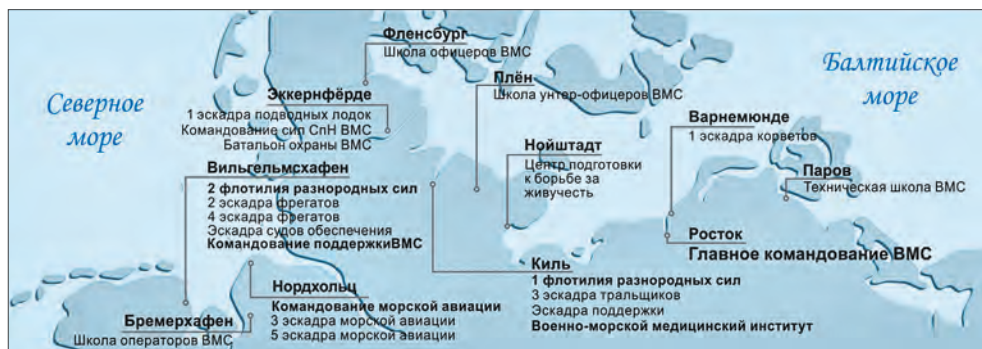 Фленсбург
Школа офицеров ВМС
Балтийское
море
Северное
море
Плён
Школа унтер-офицеров ВМС
Эккернфёрде
1 эскадра подводных лодок
Командование сил СпН ВМС
Батальон охраны ВМС
Варнемюнде
1 эскадра корветов
Нойштадт
Центр подготовки
к борьбе за
живучесть
Паров
Техническая школа ВМС
Вильгельмсхафен
2 флотилия разнородных сил
2 эскадра фрегатов
4 эскадра фрегатов
Эскадра судов обеспечения
Командование поддержкиВМС
Росток
Главное командование ВМС
Киль
1 флотилия разнородных сил
3 эскадра тральщиков
Эскадра поддержки
Военно-морской медицинский институт
Нордхольц
Командование морской авиации
3 эскадра морской авиации
5 эскадра морской авиации
Бремерхафен
Школа операторов ВМС